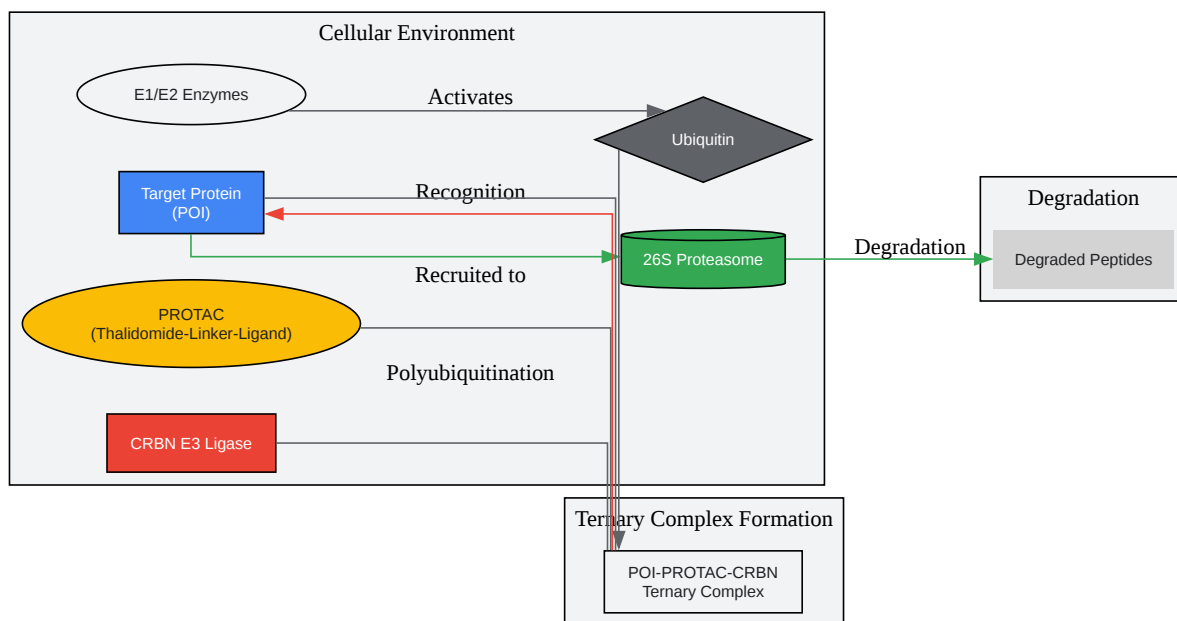 Cellular Environment
E1/E2 Enzymes
Activates
Ubiquitin
Target Protein
(POI)
Recognition
Recruited to
26S Proteasome
Degradation
Degradation
Degraded Peptides
PROTAC
(Thalidomide-Linker-Ligand)
Polyubiquitination
CRBN E3 Ligase
Ternary Complex Formation
POI-PROTAC-CRBN
Ternary Complex